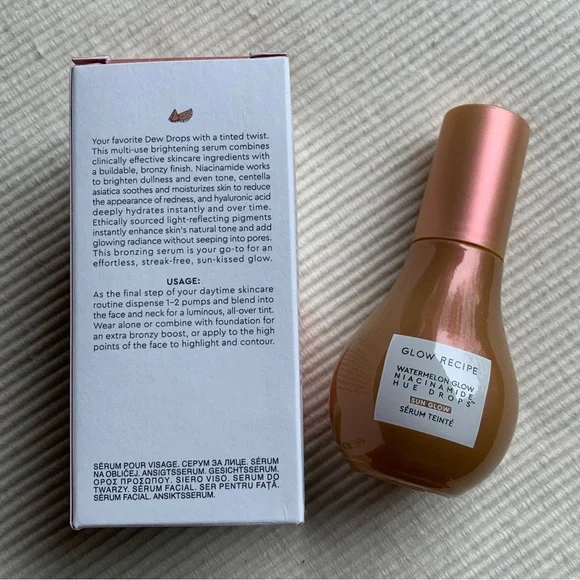 Your favorite Dew Drops with a tinted twist.
This multi-use brightening serum combines
clinically effective skincare ingredients with
a buildable, bronzy finish. Niacinamide works
to brighten dullness and even tone, centella
asiatica soothes and moisturizes skin to reduce
the appearance of redness, and hyaluronic acid
deeply hydrates instantly and over time.
Ethically sourced light-reflecting pigments
instantly enhance skin's natural tone and add
glowing radiance without seeping into pores.
This bronzing serum is your go-to for an
effortless, streak-free, sun-kissed glow.
USAGE:
As the final step of your daytime skincare
routine dispense 1-2 pumps and blend into
the face and neck for a luminous, all-over tint.
Wear alone or combine with foundation for
an extra bronzy boost, or apply to the high
points of the face to highlight and contour.
SÉRUM POUR VISAGE. СЕРУМ ЗА ЛИЦЕ. SÉRUM
NA OBLIČEJ. ANSIGTSSERUM. GESICHTSSERUM.
ΟΡΟΣ ΠΡΟΣΩΠΟΥ. SIERO VISO. SERUM DO
TWARZY. SÉRUM FACIAL. SER PENTRU FAȚĂ.
SÉRUM FACIAL. ANSIKTSSERUM.
GLOW RECIPE
WATERMELON GLOW
NIACINAMIDE
HUE DROPS™
SUN GLOW
SÉRUM TEINTÉ